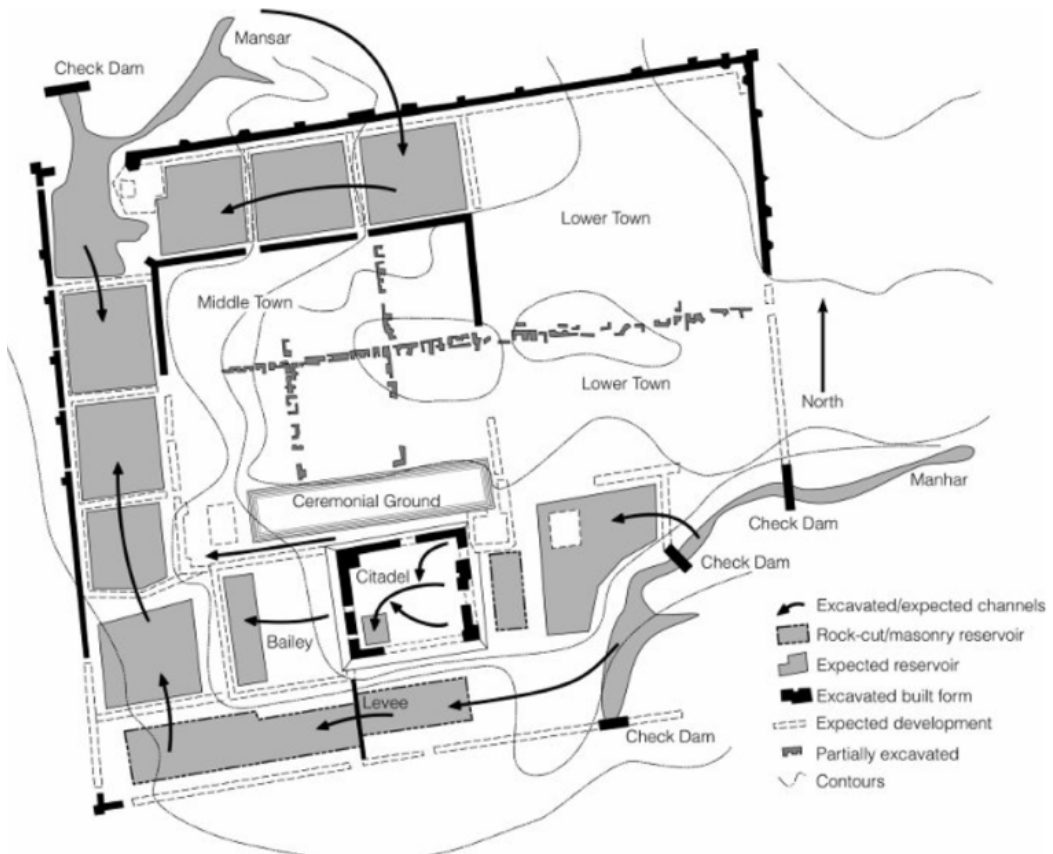 Mansar
Check Dam
Lower Town
Middle Town
Lower Town
North
Manhar
Ceremonial Ground
Check Dam
Check Dam
Citadel
Bailey
Levee
Check Dam
Excavated/expected channels
Rock-cut/masonry reservoir
Expected reservoir
Excavated built form
Expected development
Partially excavated
Contours